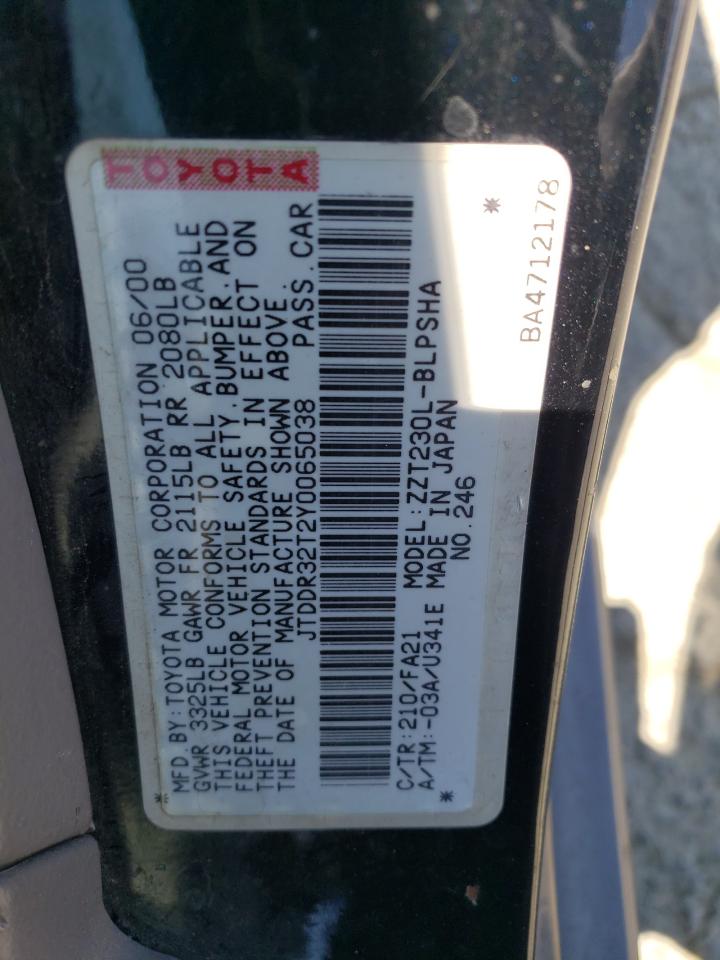 TOYOTA
MFD. BY: TOYOTA MOTOR CORPORATION 06/00
GVWR 3325LB GAWR FR 2115LB RR 2080LB
THIS VEHICLE CONFORMS TO ALL APPLICABLE
FEDERAL MOTOR VEHICLE SAFETY, BUMPER, AND
THEFT PREVENTION STANDARDS IN EFFECT ON
THE DATE OF MANUFACTURE SHOWN ABOVE.
JTDDR32T2Y0065038 PASS. CAR
C/TR: 210/FA21 MODEL: ZZT230L-BLPSHA
A/TM: -03A/U341E MADE IN JAPAN
NO. 246
BA4712178